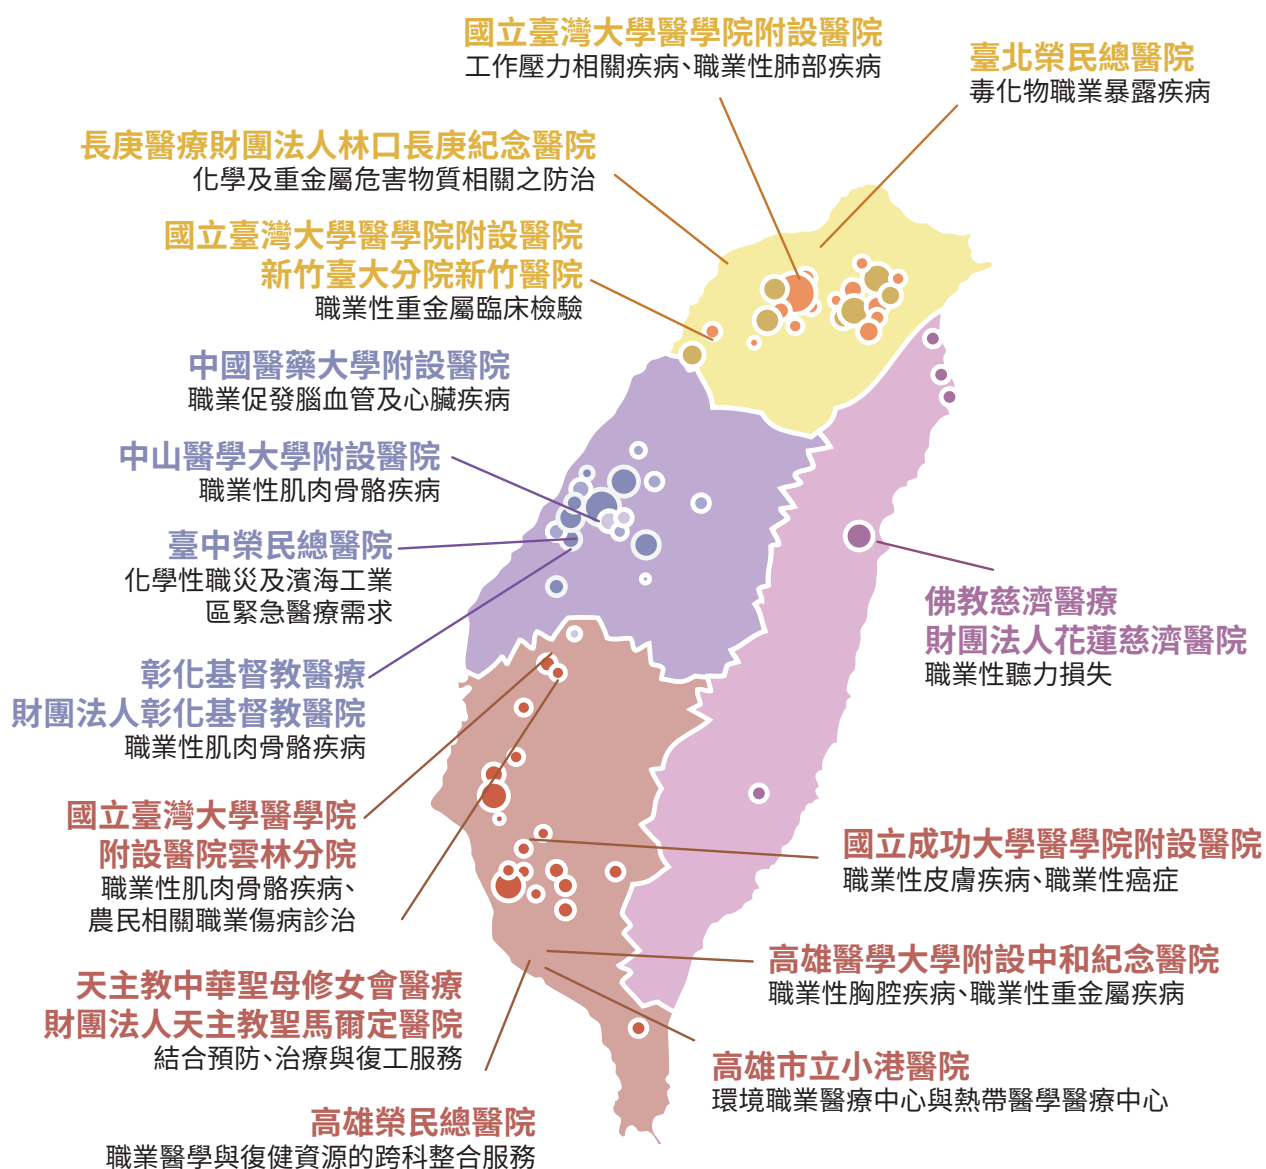 國立臺灣大學醫學院附設醫院
工作壓力相關疾病、職業性肺部疾病
臺北榮民總醫院
毒化物職業暴露疾病
長庚醫療財團法人林口長庚紀念醫院
化學及重金屬危害物質相關之防治
國立臺灣大學醫學院附設醫院
新竹臺大分院新竹醫院
職業性重金屬臨床檢驗
中國醫藥大學附設醫院
職業促發腦血管及心臟疾病
中山醫學大學附設醫院
職業性肌肉骨骼疾病
臺中榮民總醫院
化學性職災及濱海工業
區緊急醫療需求
彰化基督教醫療
財團法人彰化基督教醫院
職業性肌肉骨骼疾病
佛教慈濟醫療
財團法人花蓮慈濟醫院
職業性聽力損失
國立臺灣大學醫學院
附設醫院雲林分院
職業性肌肉骨骼疾病、
農民相關職業傷病診治
天主教中華聖母修女會醫療
財團法人天主教聖馬爾定醫院
結合預防、治療與復工服務
高雄榮民總醫院
職業醫學與復健資源的跨科整合服務
國立成功大學醫學院附設醫院
職業性皮膚疾病、職業性癌症
高雄醫學大學附設中和紀念醫院
職業性胸腔疾病、職業性重金屬疾病
高雄市立小港醫院
環境職業醫療中心與熱帶醫學醫療中心